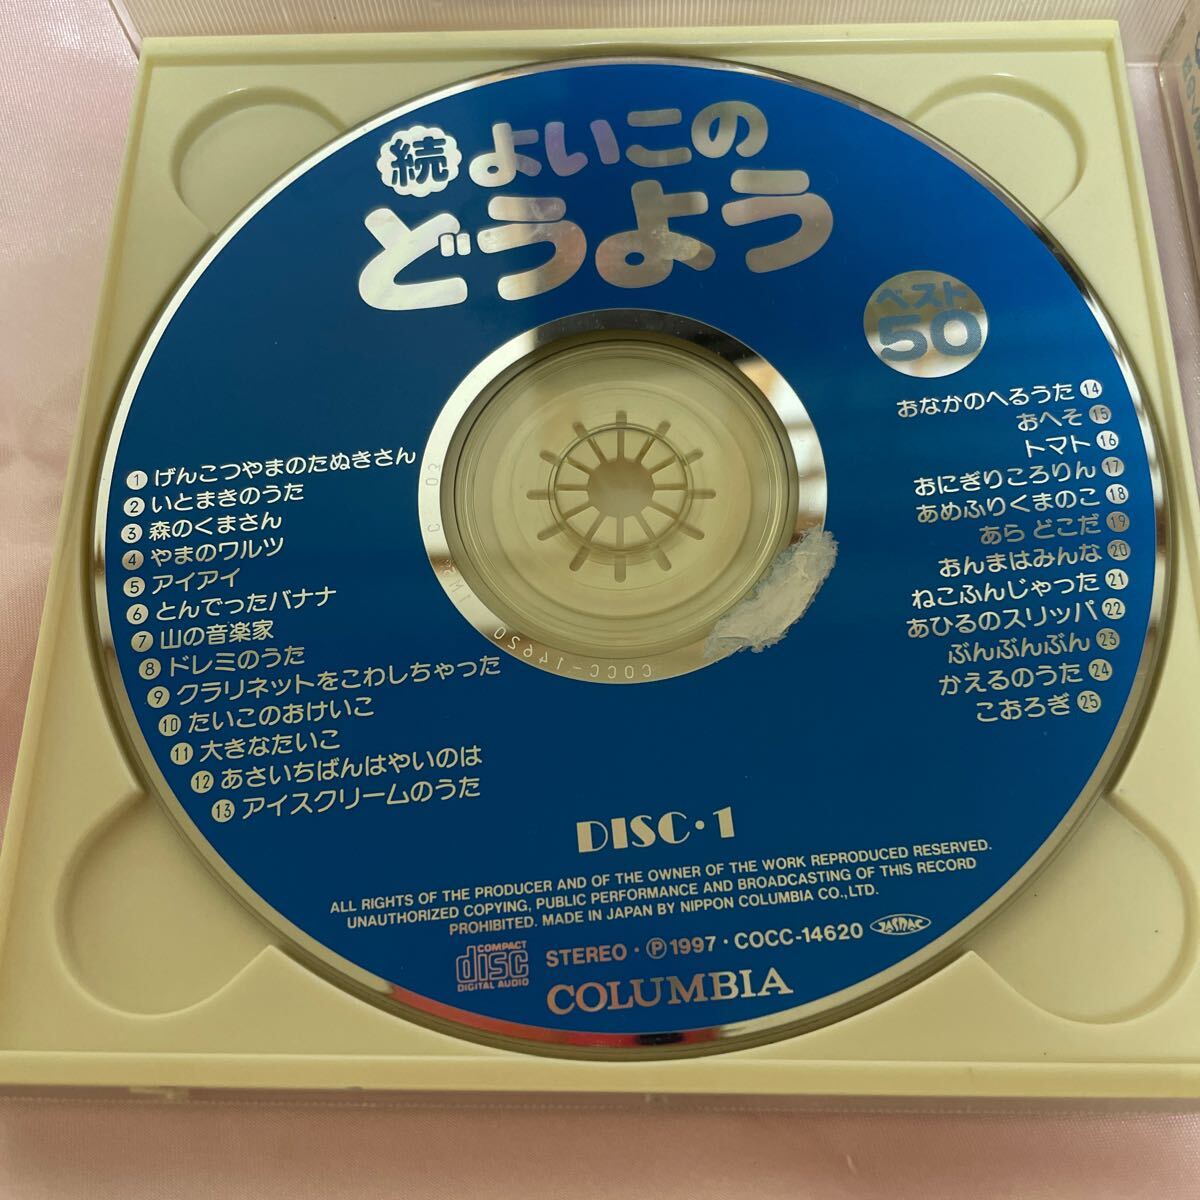 続 よいこの
どうよう
ベスト
50
1 げんこつやまのたぬきさん
2 いとまきのうた
3 森のくまさん
4 やまのワルツ
5 アイアイ
6 とんでったバナナ
7 山の音楽家
8 ドレミのうた
9 クラリネットをこわしちゃった
10 たいこのおけいこ
11 大きなたいこ
12 あさいちばんはやいのは
13 アイスクリームのうた
おなかのへるうた 14
おへそ 15
トマト 16
おにぎりころりん 17
あめふりくまのこ 18
あら どこだ 19
おんまはみんな 20
ねこふんじゃった 21
あひるのスリッパ 22
ぶんぶんぶん 23
かえるのうた 24
こおろぎ 25
COCC-14620
DISC・1
ALL RIGHTS OF THE PRODUCER AND OF THE OWNER OF THE WORK REPRODUCED RESERVED.
UNAUTHORIZED COPYING, PUBLIC PERFORMANCE AND BROADCASTING OF THIS RECORD
PROHIBITED. MADE IN JAPAN BY NIPPON COLUMBIA CO., LTD.
COMPACT
disc
DIGITAL AUDIO
STEREO・Ⓟ1997・COCC-14620 JASRAC
COLUMBIA